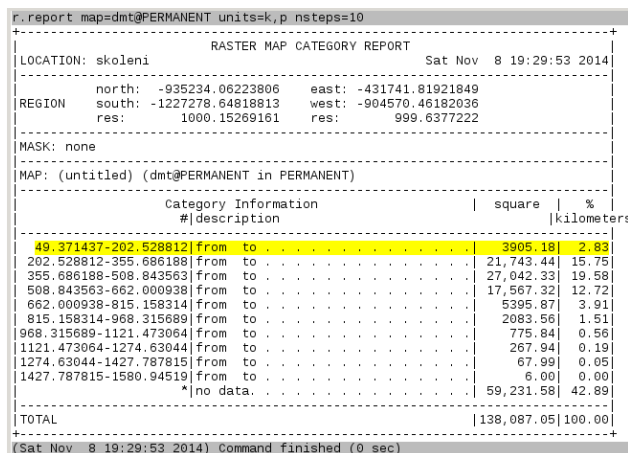 r.report map=dmt@PERMANENT units=k,p nsteps=10
RASTER MAP CATEGORY REPORT
LOCATION: skoleni Sat Nov 8 19:29:53 2014
north: -935234.06223806 east: -431741.81921849
REGION south: -1227278.64818813 west: -904570.46182036
res: 1000.15269161 res: 999.6377222
MASK: none
MAP: (untitled) (dmt@PERMANENT in PERMANENT)
Category Information | square | %
#|description |kilometers
49.371437-202.528812|from to . . . . . . . . . . . . . . .| 3905.18| 2.83
202.528812-355.686188|from to . . . . . . . . . . . . . . .| 21,743.44| 15.75
355.686188-508.843563|from to . . . . . . . . . . . . . . .| 27,042.33| 19.58
508.843563-662.000938|from to . . . . . . . . . . . . . . .| 17,567.32| 12.72
662.000938-815.158314|from to . . . . . . . . . . . . . . .| 5395.87| 3.91
815.158314-968.315689|from to . . . . . . . . . . . . . . .| 2083.56| 1.51
968.315689-1121.473064|from to . . . . . . . . . . . . . . .| 775.84| 0.56
1121.473064-1274.63044|from to . . . . . . . . . . . . . . .| 267.94| 0.19
1274.63044-1427.787815|from to . . . . . . . . . . . . . . .| 67.99| 0.05
1427.787815-1580.94519|from to . . . . . . . . . . . . . . .| 6.00| 0.00
*|no data. . . . . . . . . . . . . . .| 59,231.58| 42.89
TOTAL |138,087.05|100.00
(Sat Nov 8 19:29:53 2014) Command finished (0 sec)